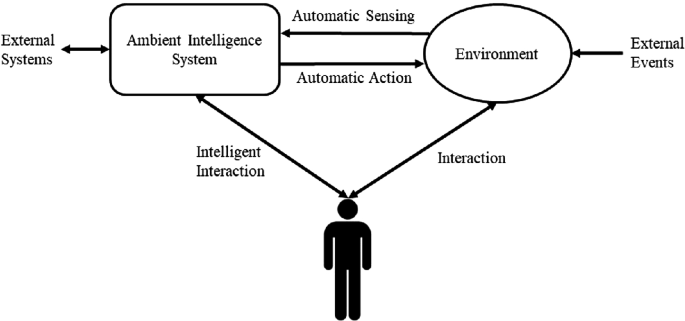 Automatic Sensing
External
Systems
Ambient Intelligence
System
Environment
External
Events
Automatic Action
Intelligent
Interaction
Interaction